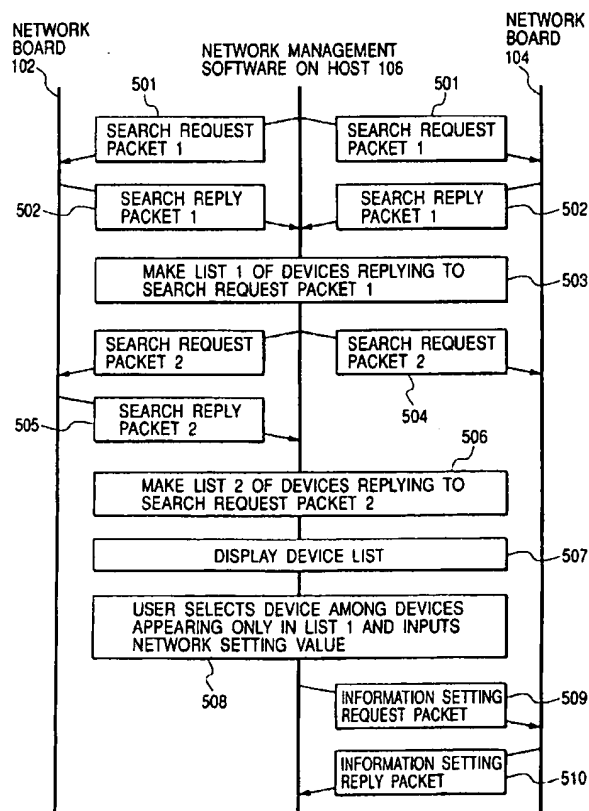 NETWORK
BOARD
102
NETWORK MANAGEMENT
SOFTWARE ON HOST 106
NETWORK
BOARD
104
501
501
SEARCH REQUEST
PACKET 1
SEARCH REQUEST
PACKET 1
502
SEARCH REPLY
PACKET 1
SEARCH REPLY
PACKET 1
502
MAKE LIST 1 OF DEVICES REPLYING TO
SEARCH REQUEST PACKET 1
503
SEARCH REQUEST
PACKET 2
SEARCH REQUEST
PACKET 2
504
505
SEARCH REPLY
PACKET 2
506
MAKE LIST 2 OF DEVICES REPLYING TO
SEARCH REQUEST PACKET 2
DISPLAY DEVICE LIST
507
USER SELECTS DEVICE AMONG DEVICES
APPEARING ONLY IN LIST 1 AND INPUTS
NETWORK SETTING VALUE
508
INFORMATION SETTING
REQUEST PACKET
509
INFORMATION SETTING
REPLY PACKET
510